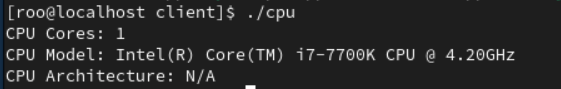 [roo@localhost client]$ ./cpu
CPU Cores: 1
CPU Model: Intel(R) Core(TM) i7-7700K CPU @ 4.20GHz
CPU Architecture: N/A